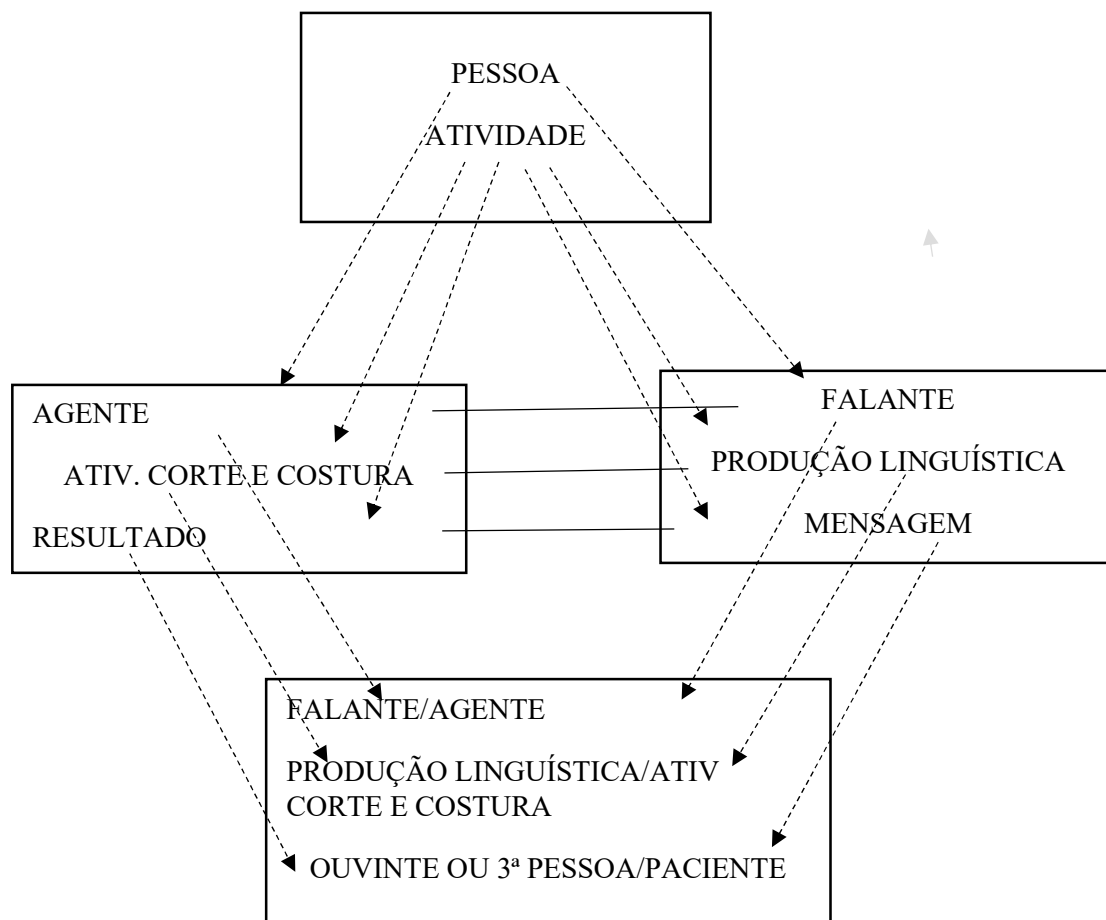 PESSOA
ATIVIDADE
AGENTE
ATIV. CORTE E COSTURA
RESULTADO
FALANTE
PRODUÇÃO LINGUÍSTICA
MENSAGEM
FALANTE/AGENTE
PRODUÇÃO LINGUÍSTICA/ATIV
CORTE E COSTURA
OUVINTE OU 3ª PESSOA/PACIENTE